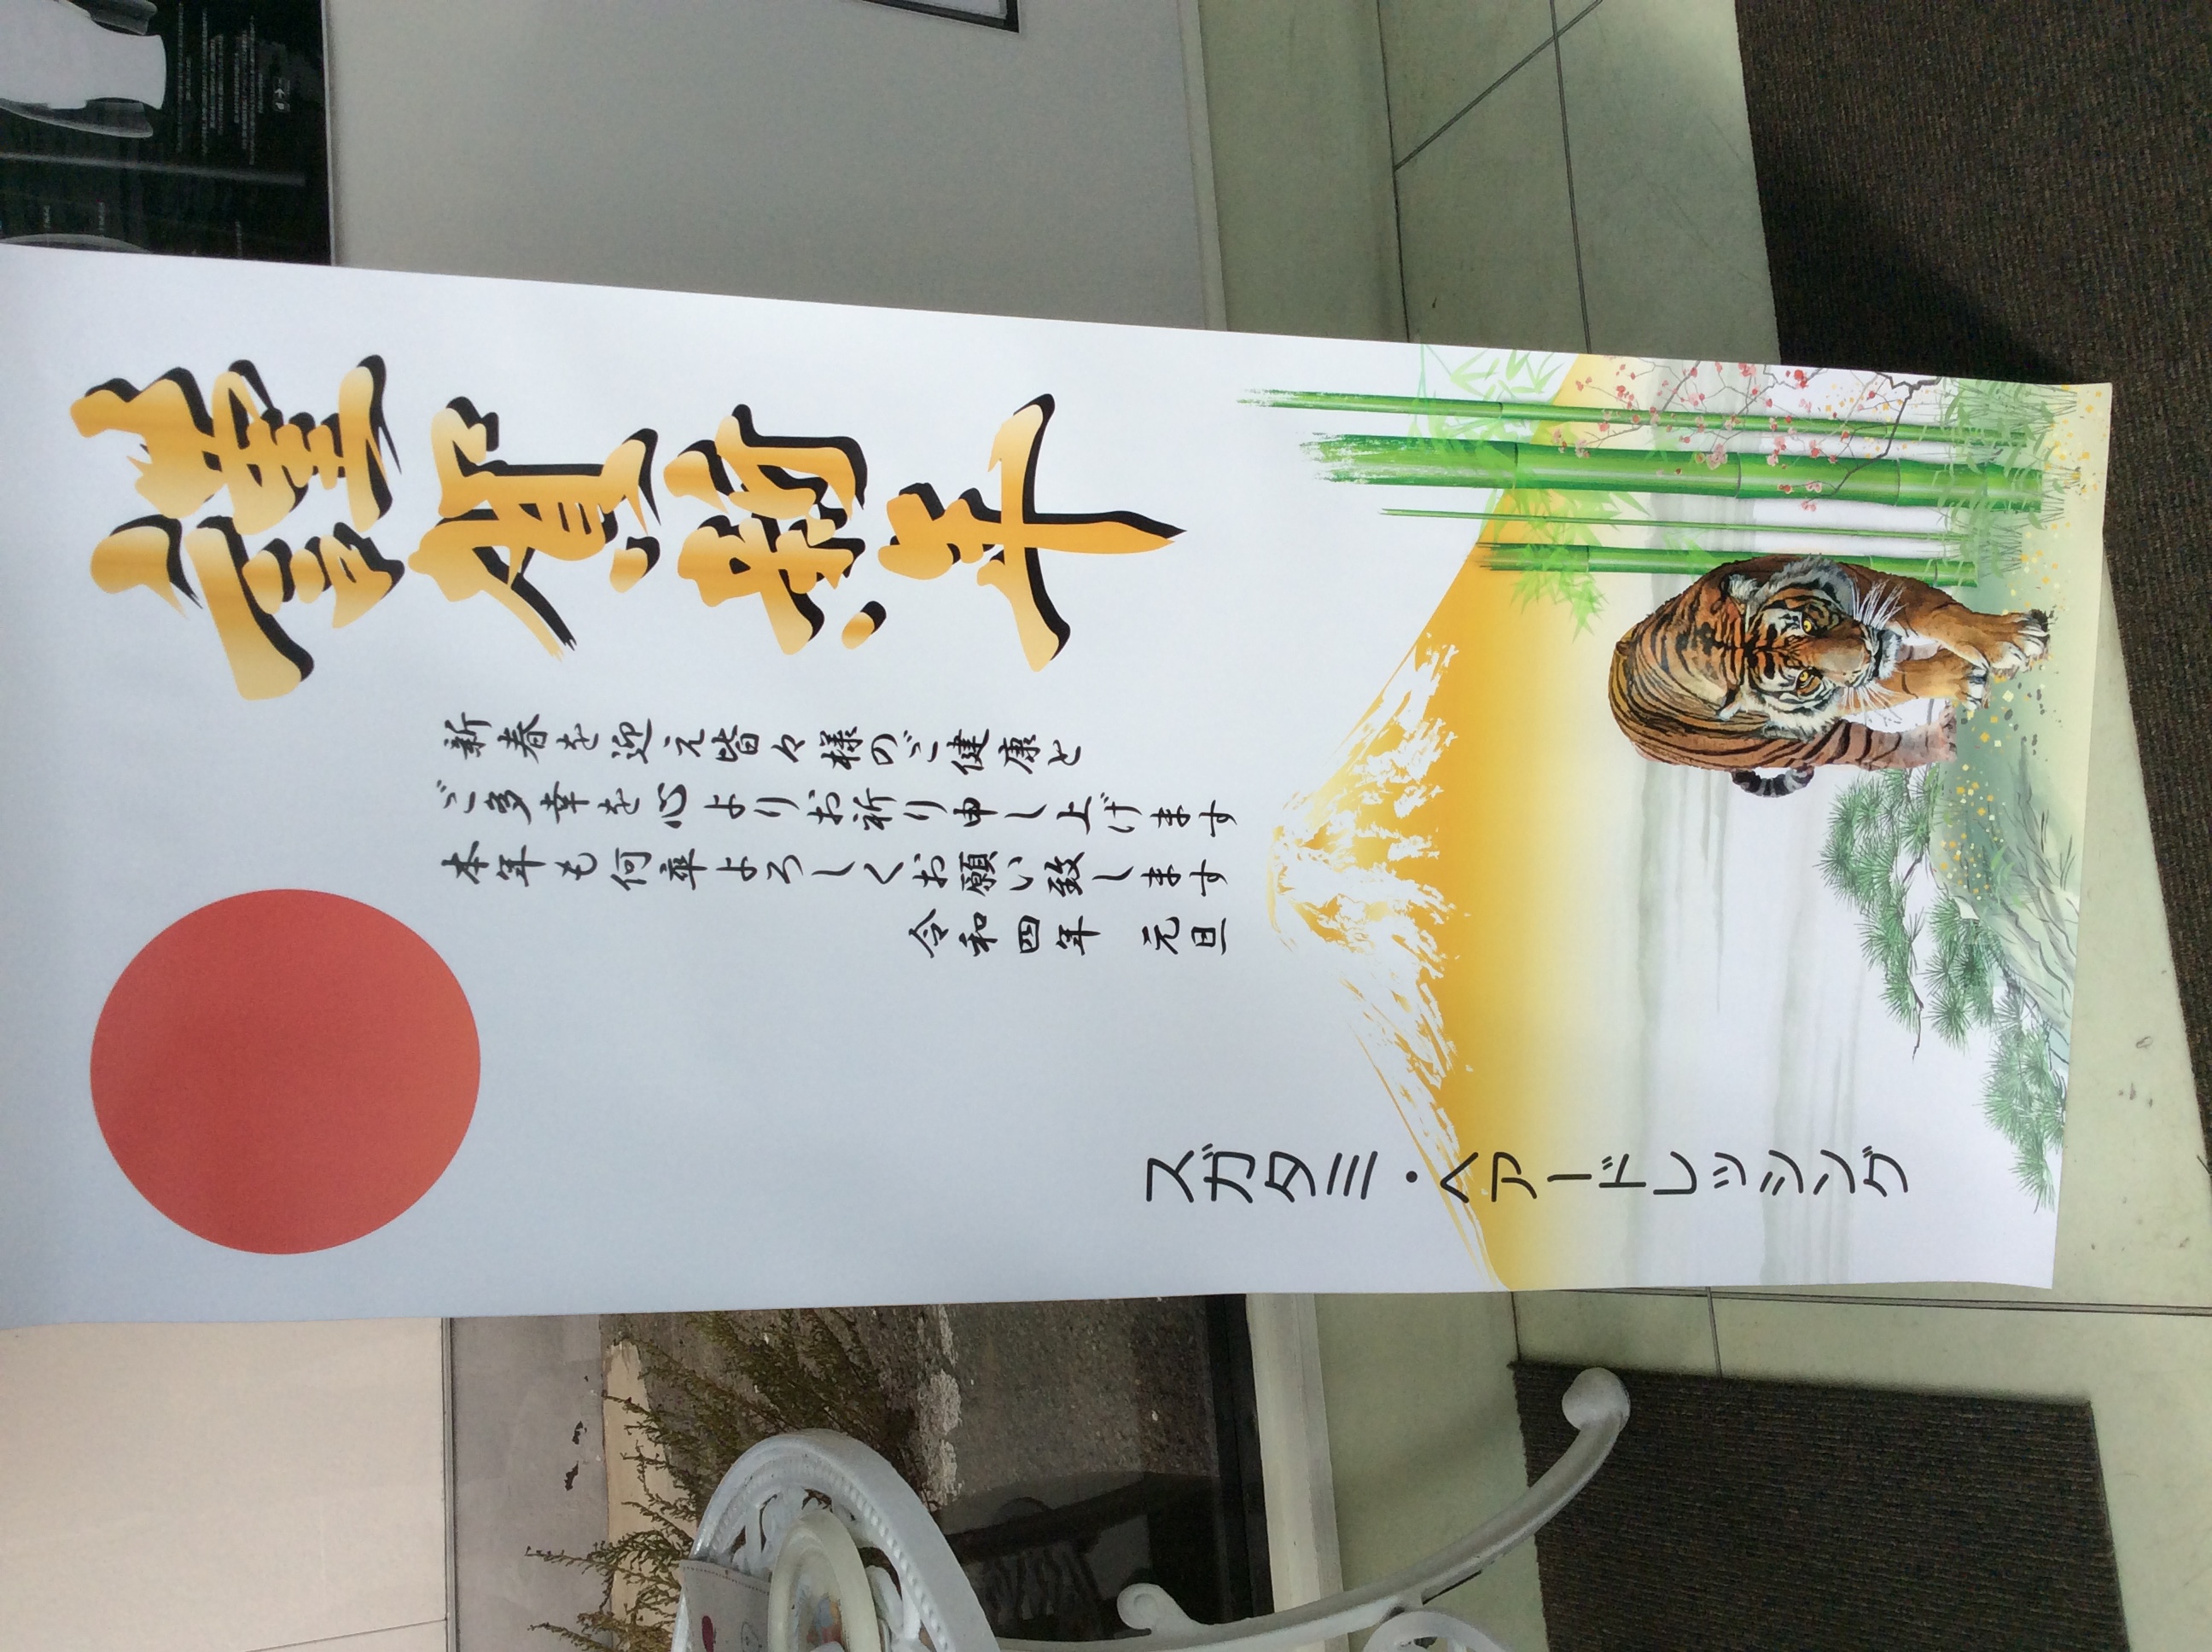 謹賀新年
新春を迎え皆々様のご健康と
ご多幸を心よりお祈り申し上げます
本年も何卒よろしくお願い致します
令和四年 元旦
スガタミ・ヘアードレッシング